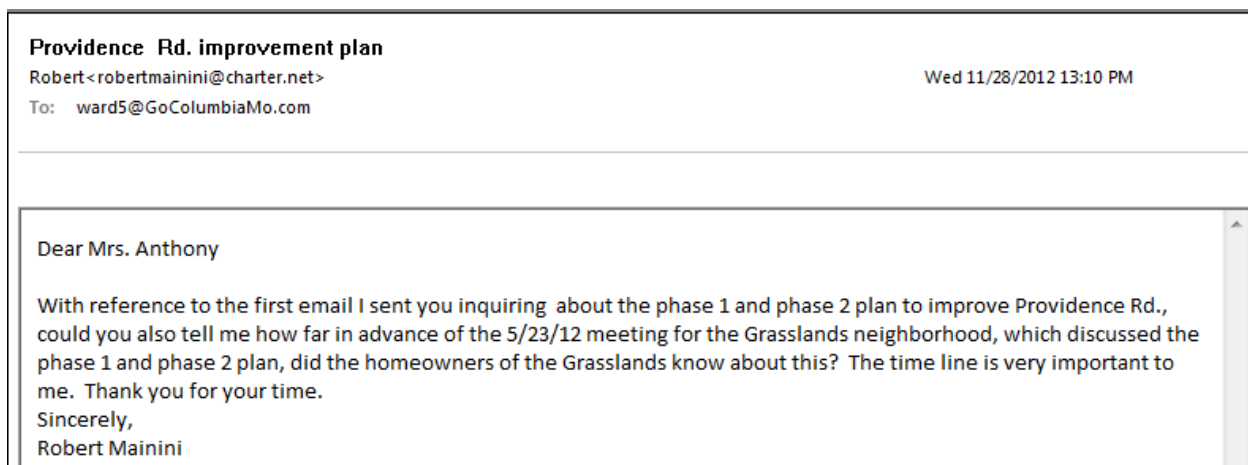 Providence Rd. improvement plan
Robert<robertmainini@charter.net>
Wed 11/28/2012 13:10 PM
To: ward5@GoColumbiaMo.com
Dear Mrs. Anthony
With reference to the first email I sent you inquiring about the phase 1 and phase 2 plan to improve Providence Rd.,
could you also tell me how far in advance of the 5/23/12 meeting for the Grasslands neighborhood, which discussed the
phase 1 and phase 2 plan, did the homeowners of the Grasslands know about this? The time line is very important to
me. Thank you for your time.
Sincerely,
Robert Mainini